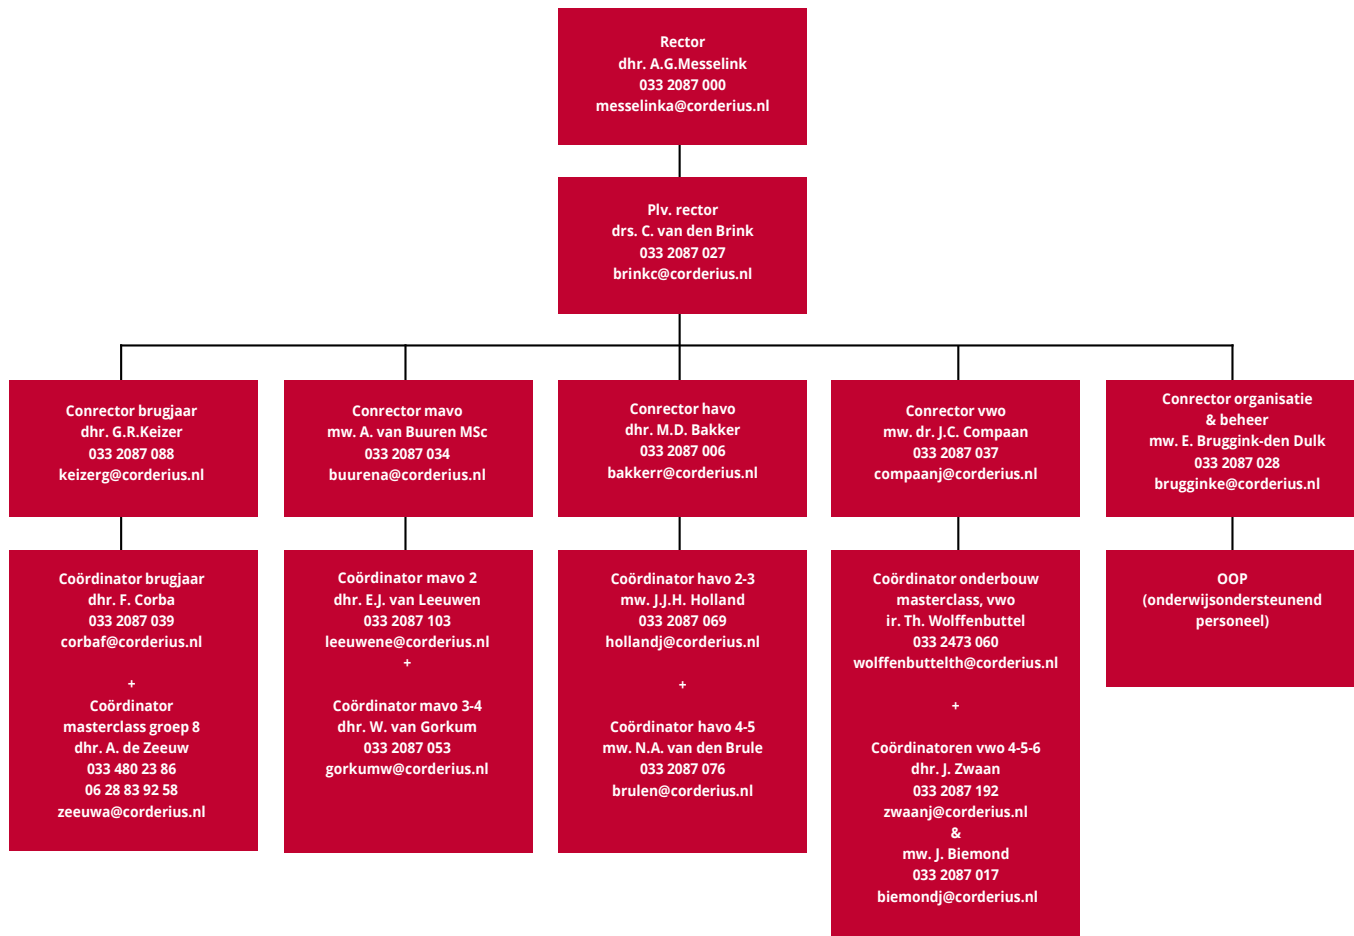 Rector
dhr. A.G.Messelink
033 2087 000
messelinka@corderius.nl
Plv. rector
drs. C. van den Brink
033 2087 027
brinkc@corderius.nl
Conrector brugjaar
dhr. G.R.Keizer
033 2087 088
keizerg@corderius.nl
Conrector mavo
mw. A. van Buuren MSc
033 2087 034
buurena@corderius.nl
Conrector havo
dhr. M.D. Bakker
033 2087 006
bakkerr@corderius.nl
Conrector vwo
mw. dr. J.C. Compaan
033 2087 037
compaanj@corderius.nl
Conrector organisatie
& beheer
mw. E. Bruggink-den Dulk
033 2087 028
brugginke@corderius.nl
Coördinator brugjaar
dhr. F. Corba
033 2087 039
corbaf@corderius.nl
+
Coördinator
masterclass groep 8
dhr. A. de Zeeuw
033 480 23 86
06 28 83 92 58
zeeuwa@corderius.nl
Coördinator mavo 2
dhr. E.J. van Leeuwen
033 2087 103
leeuwene@corderius.nl
+
Coördinator mavo 3-4
dhr. W. van Gorkum
033 2087 053
gorkumw@corderius.nl
Coördinator havo 2-3
mw. J.J.H. Holland
033 2087 069
hollandj@corderius.nl
+
Coördinator havo 4-5
mw. N.A. van den Brule
033 2087 076
brulen@corderius.nl
Coördinator onderbouw
masterclass, vwo
ir. Th. Wolffenbuttel
033 2473 060
wolffenbuttelth@corderius.nl
+
Coördinatoren vwo 4-5-6
dhr. J. Zwaan
033 2087 192
zwaanj@corderius.nl
&
mw. J. Biemond
033 2087 017
biemondj@corderius.nl
OOP
(onderwijsondersteunend
personeel)